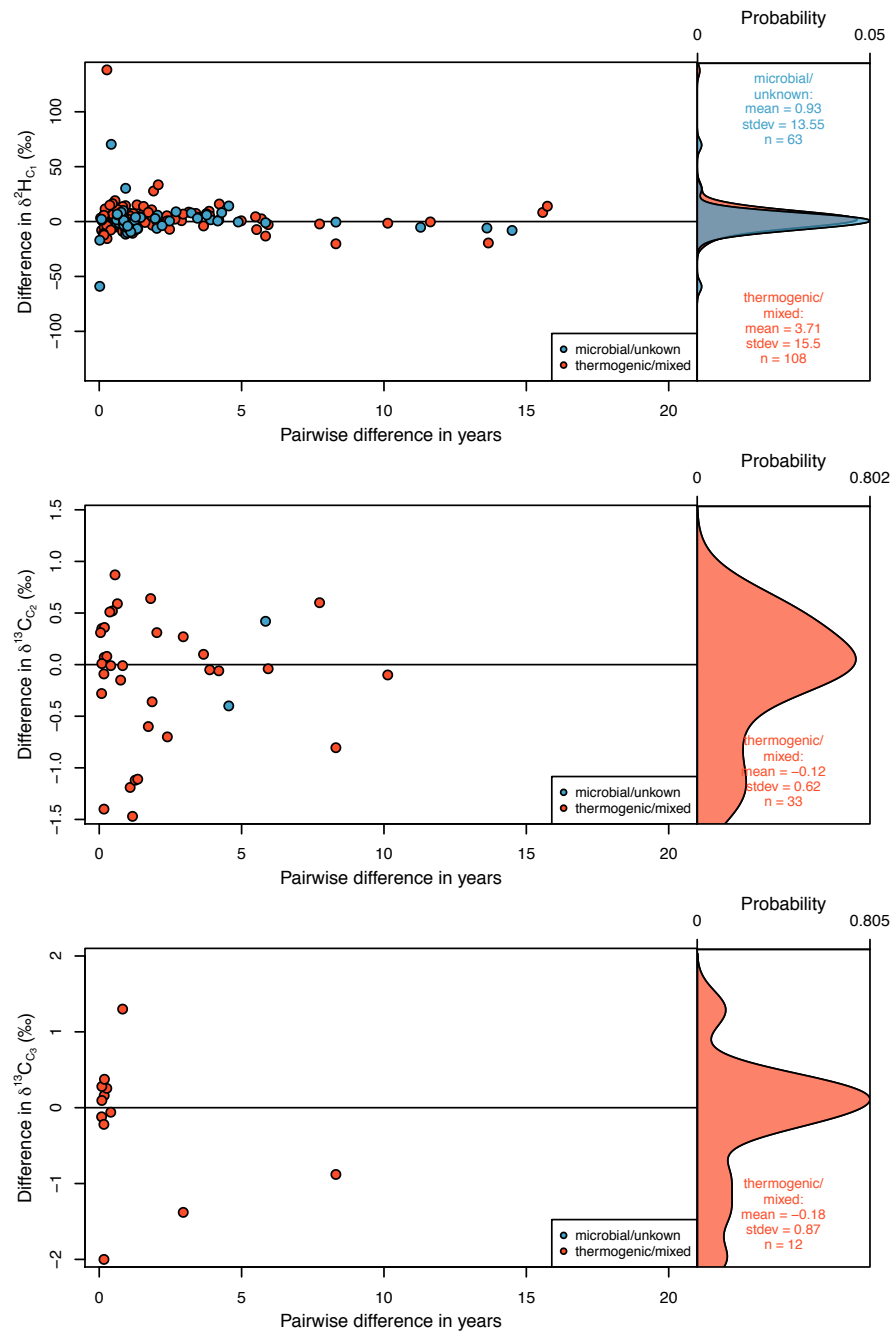 Probability
0 0.05
Difference in δ²H_C₁ (‰)
100
50
0
−50
−100
microbial/
unknown:
mean = 0.93
stdev = 13.55
n = 63
thermogenic/
mixed:
mean = 3.71
stdev = 15.5
n = 108
microbial/unkown
thermogenic/mixed
0 5 10 15 20
Pairwise difference in years
Probability
0 0.802
Difference in δ¹³C_C₂ (‰)
1.5
1.0
0.5
0.0
−0.5
−1.0
−1.5
thermogenic/
mixed:
mean = −0.12
stdev = 0.62
n = 33
microbial/unkown
thermogenic/mixed
0 5 10 15 20
Pairwise difference in years
Probability
0 0.805
Difference in δ¹³C_C₃ (‰)
2
1
0
−1
−2
thermogenic/
mixed:
mean = −0.18
stdev = 0.87
n = 12
microbial/unkown
thermogenic/mixed
0 5 10 15 20
Pairwise difference in years